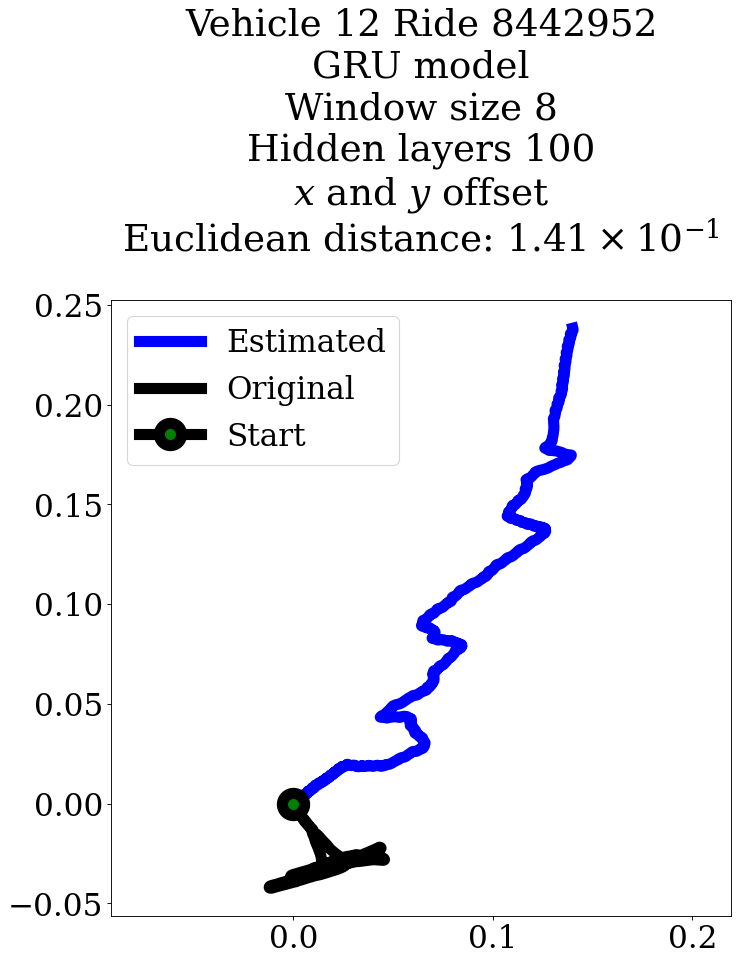 Vehicle 12 Ride 8442952
GRU model
Window size 8
Hidden layers 100
x and y offset
Euclidean distance: 1.41 × 10⁻¹
0.25
0.20
0.15
0.10
0.05
0.00
−0.05
Estimated
Original
Start
0.0 0.1 0.2